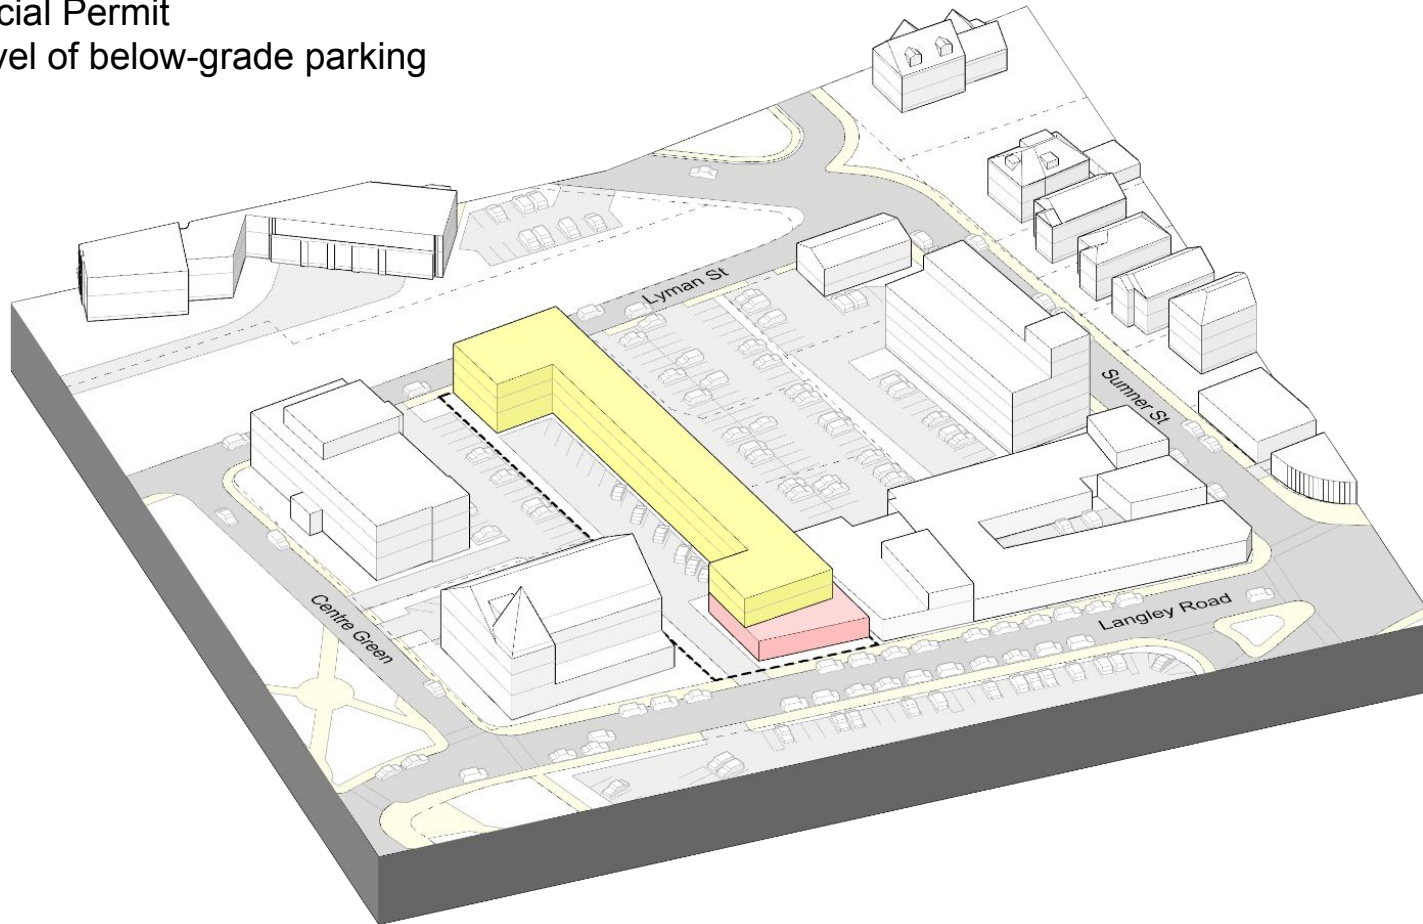 cial Permit
vel of below-grade parking
Lyman St
Sumner St
Centre Green
Langley Road